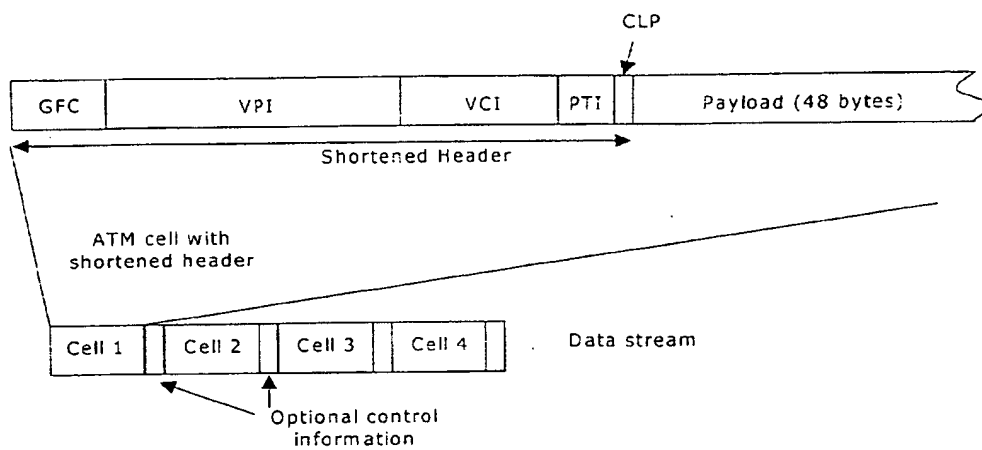 CLP
GFC
VPI
VCI
PTI
Payload (48 bytes)
Shortened Header
ATM cell with
shortened header
Cell 1
Cell 2
Cell 3
Cell 4
Data stream
Optional control
information